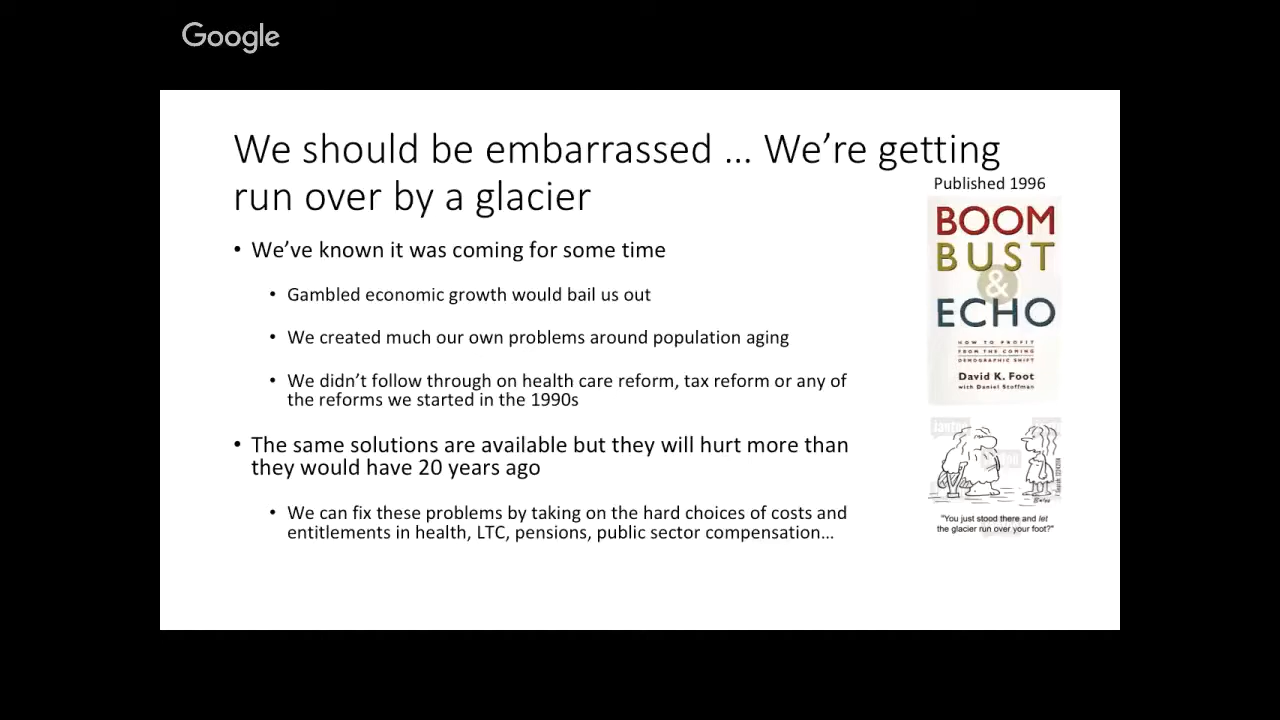 Google
We should be embarrassed ... We're getting
run over by a glacier
Published 1996
• We've known it was coming for some time
• Gambled economic growth would bail us out
• We created much our own problems around population aging
• We didn't follow through on health care reform, tax reform or any of
the reforms we started in the 1990s
• The same solutions are available but they will hurt more than
they would have 20 years ago
• We can fix these problems by taking on the hard choices of costs and
entitlements in health, LTC, pensions, public sector compensation...
BOOM
BUST
&
ECHO
HOW TO PROFIT
FROM THE COMING
DEMOGRAPHIC SHIFT
David K. Foot
with Daniel Stoffman
"You just stood there and let
the glacier run over your foot?"